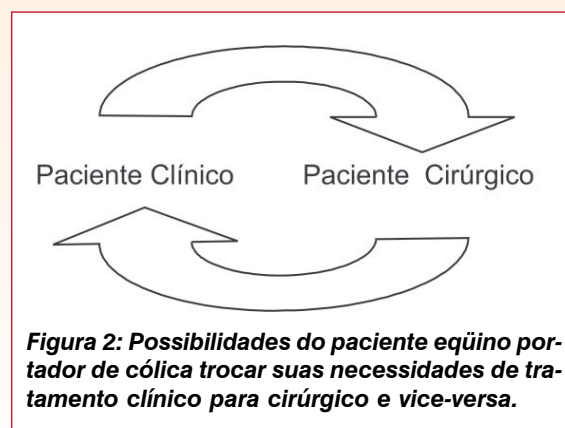 Paciente Clínico Paciente Cirúrgico
Figura 2: Possibilidades do paciente eqüino por-
tador de cólica trocar suas necessidades de tra-
tamento clínico para cirúrgico e vice-versa.